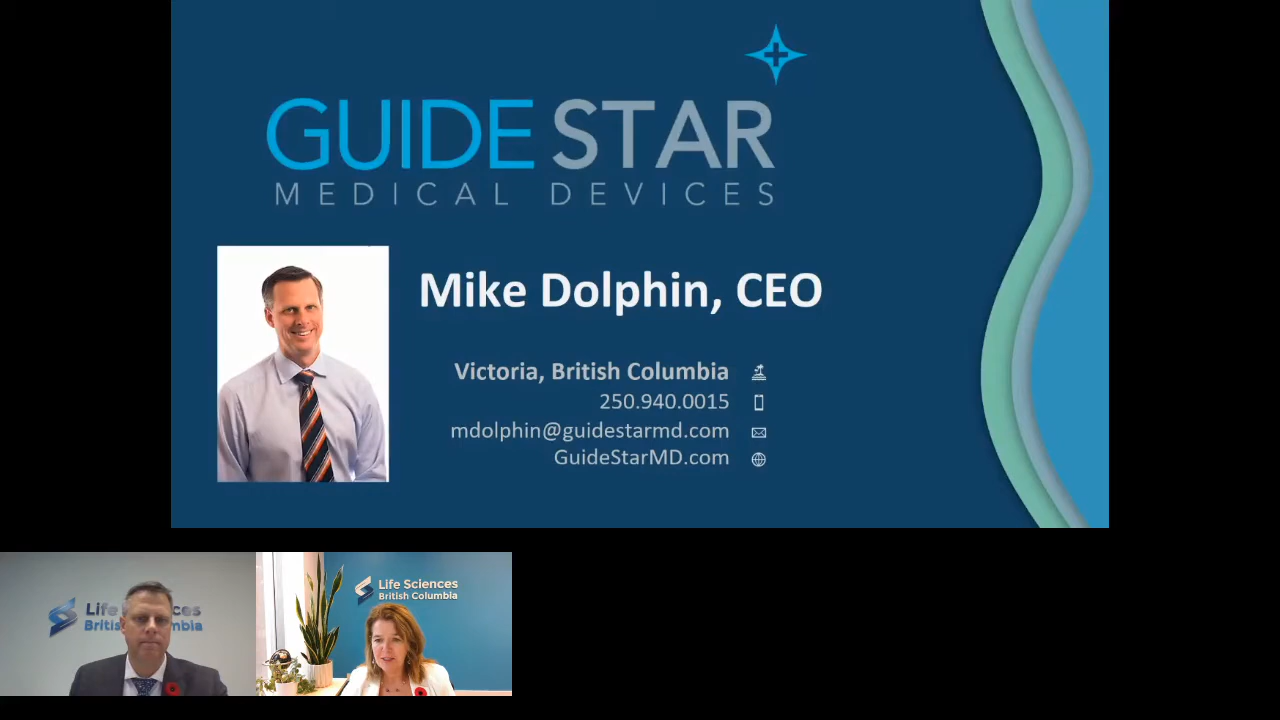 GUIDE STAR
MEDICAL DEVICES
Mike Dolphin, CEO
Victoria, British Columbia
250.940.0015
mdolphin@guidestarmd.com
GuideStarMD.com
Life Sciences
British Columbia
Life Sciences
British Columbia